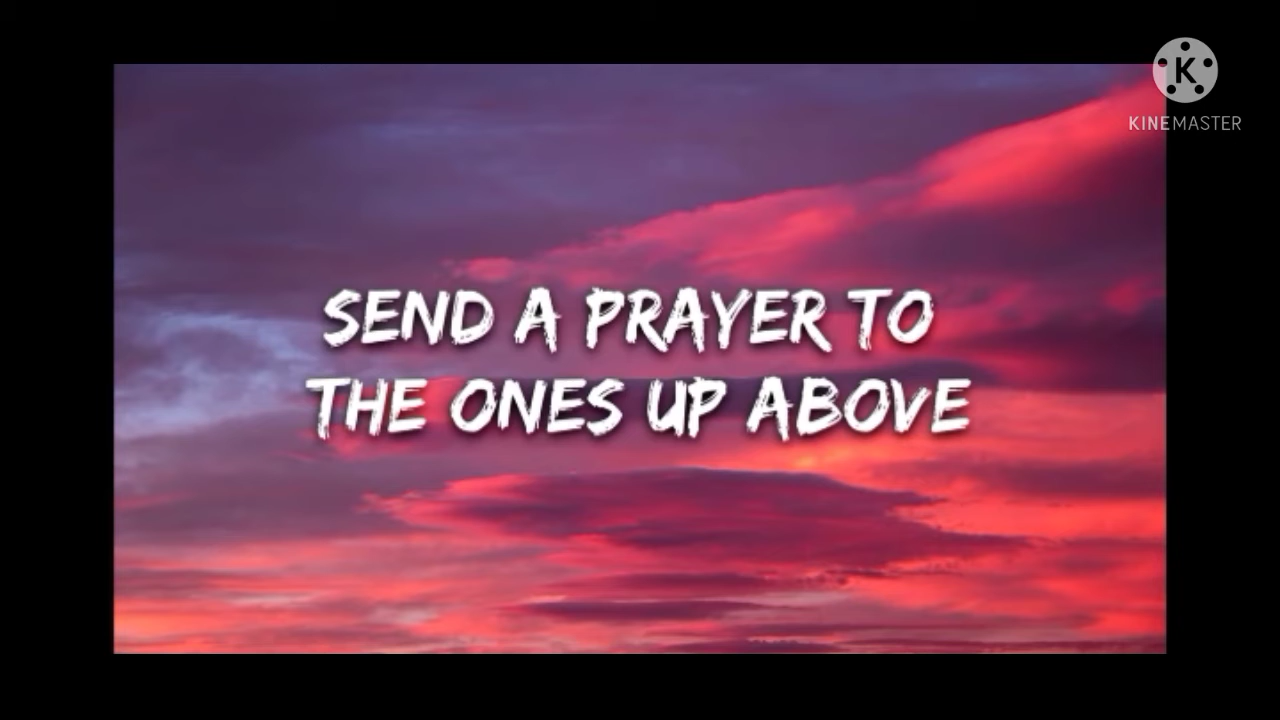 K
KINEMASTER
SEND A PRAYER TO
THE ONES UP ABOVE